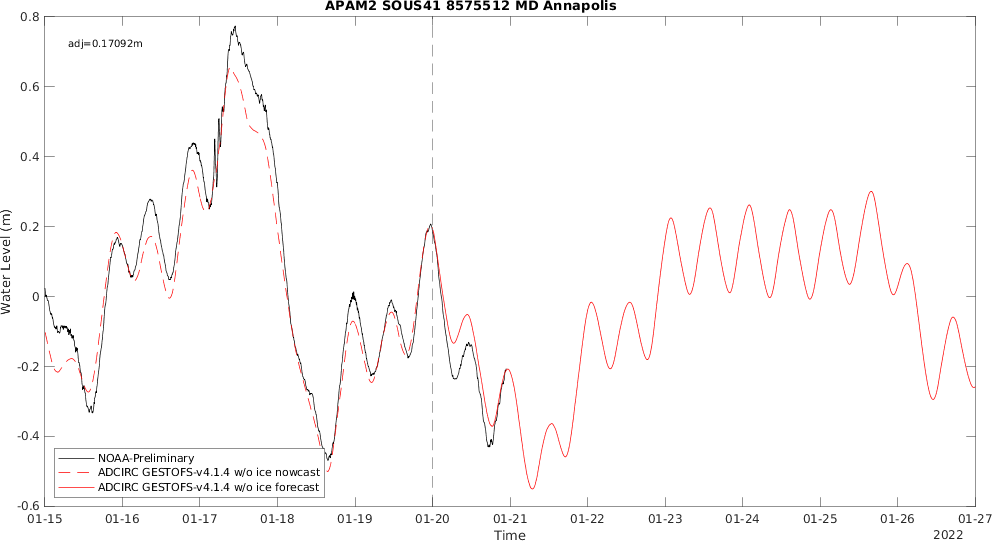 APAM2 SOUS41 8575512 MD Annapolis
adj=0.17092m
0.8
0.6
0.4
0.2
0
-0.2
-0.4
-0.6
Water Level (m)
NOAA-Preliminary
ADCIRC GESTOFS-v4.1.4 w/o ice nowcast
ADCIRC GESTOFS-v4.1.4 w/o ice forecast
01-15 01-16 01-17 01-18 01-19 01-20 01-21 01-22 01-23 01-24 01-25 01-26 01-27
Time
2022